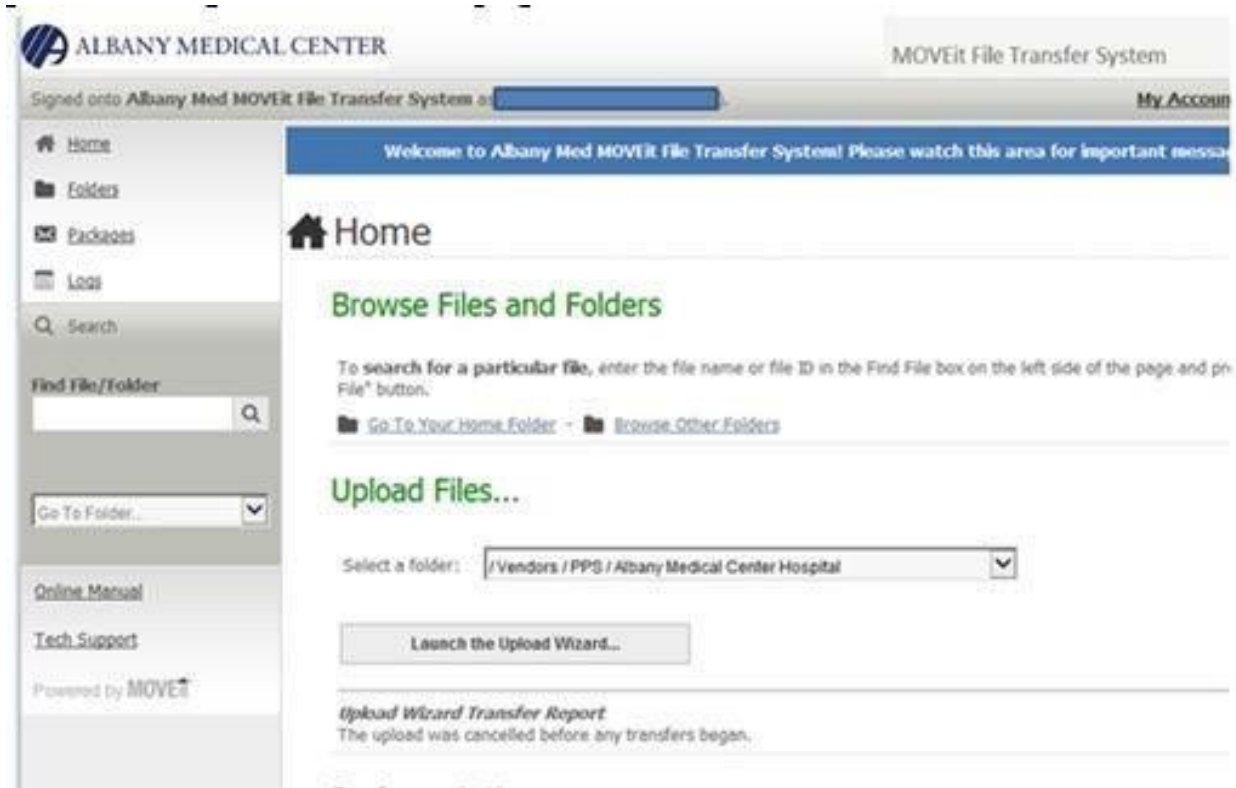 ALBANY MEDICAL CENTER
MOVEit File Transfer System
Signed onto Albany Med MOVEit File Transfer System as
My Accoun
Home
Folders
Packages
Logs
Search
Find File/Folder
Go To Folder...
Online Manual
Tech Support
Powered by MOVEit
Welcome to Albany Med MOVEit File Transfer System! Please watch this area for important messa
Home
Browse Files and Folders
To search for a particular file, enter the file name or file ID in the Find File box on the left side of the page and pr
File" button.
Go To Your Home Folder - Browse Other Folders
Upload Files...
Select a folder: / Vendors / PPS / Albany Medical Center Hospital
Launch the Upload Wizard...
Upload Wizard Transfer Report
The upload was cancelled before any transfers began.